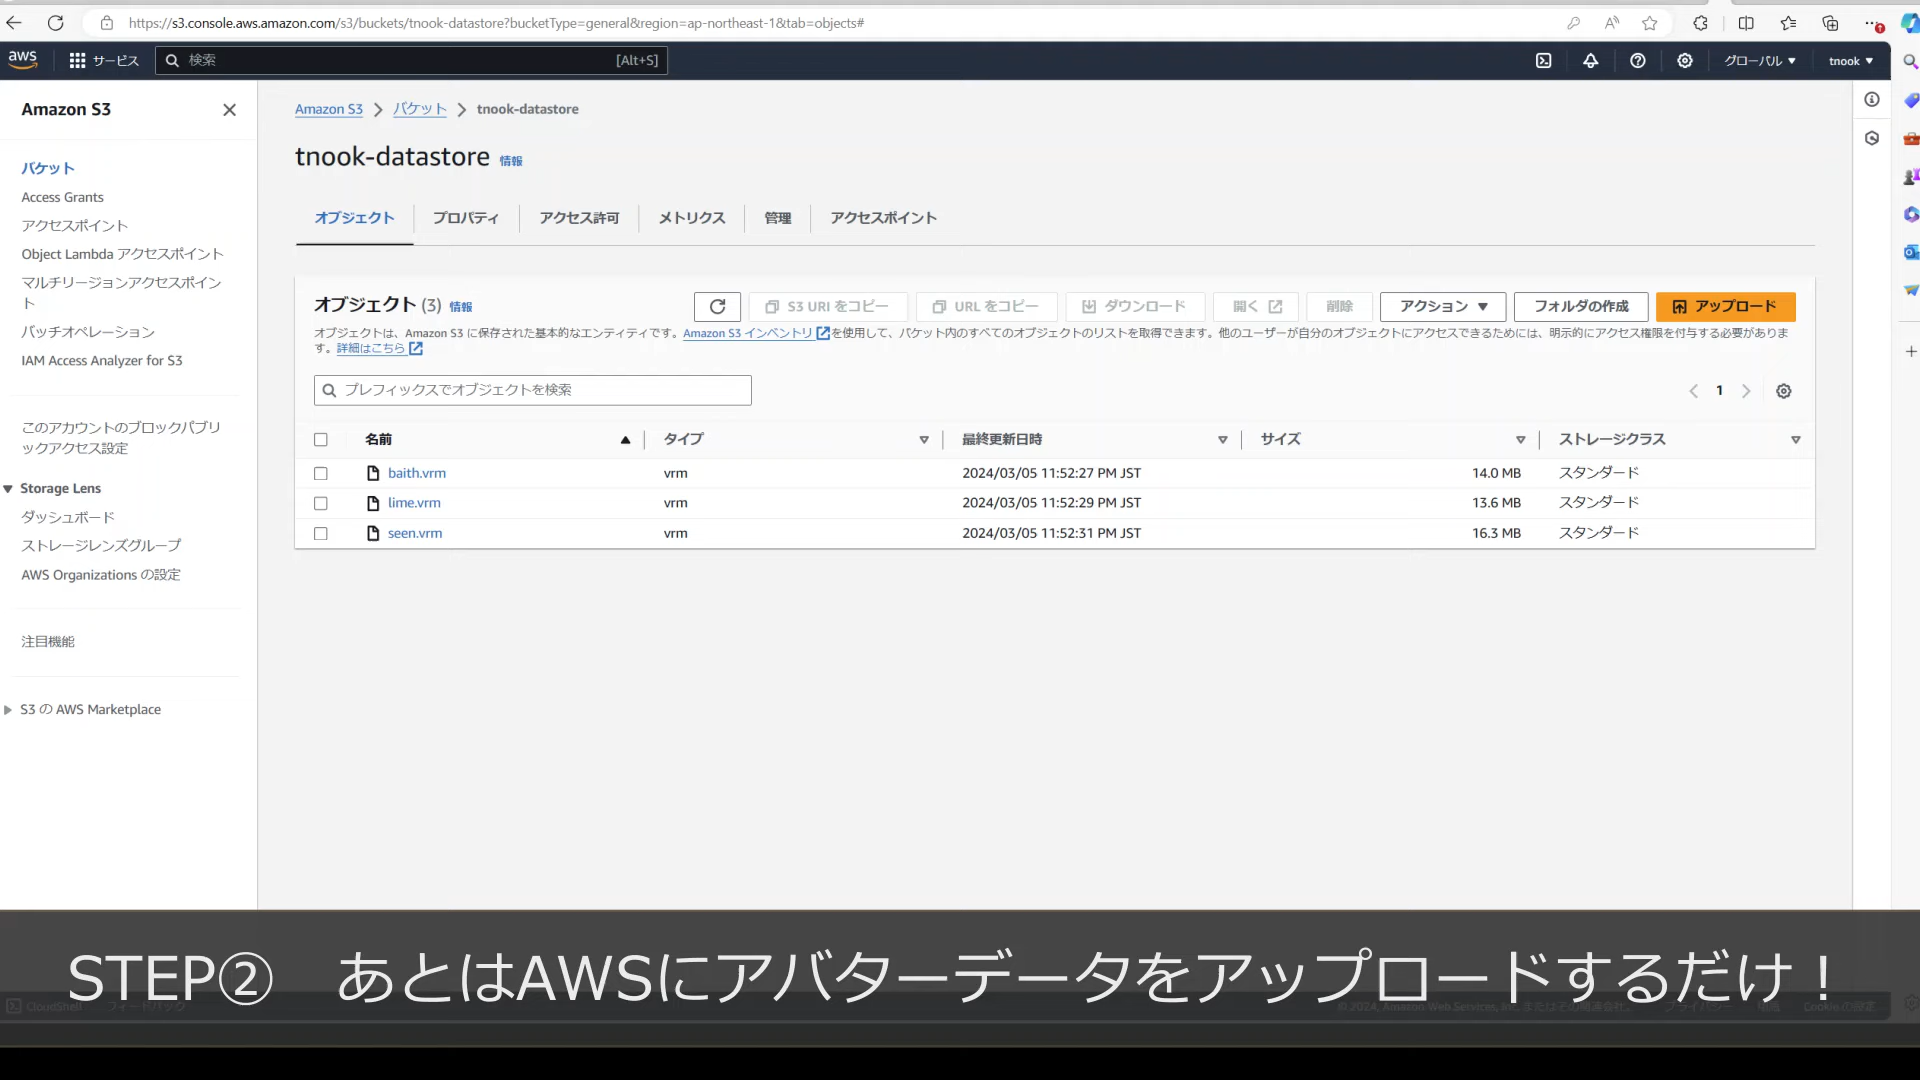 https://s3.console.aws.amazon.com/s3/buckets/tnook-datastore?bucketType=general&region=ap-northeast-1&tab=objects#
aws サービス 検索 [Alt+S] グローバル tnook
Amazon S3
バケット
Access Grants
アクセスポイント
Object Lambda アクセスポイント
マルチリージョンアクセスポイン
ト
バッチオペレーション
IAM Access Analyzer for S3
このアカウントのブロックパブリ
ックアクセス設定
Storage Lens
ダッシュボード
ストレージレンズグループ
AWS Organizations の設定
注目機能
S3 の AWS Marketplace
Amazon S3 バケット tnook-datastore
tnook-datastore 情報
オブジェクト プロパティ アクセス許可 メトリクス 管理 アクセスポイント
オブジェクト (3) 情報 S3 URI をコピー URL をコピー ダウンロード 開く 削除 アクション フォルダの作成 アップロード
オブジェクトは、Amazon S3 に保存された基本的なエンティティです。Amazon S3 インベントリ を使用して、バケット内のすべてのオブジェクトのリストを取得できます。他のユーザーが自分のオブジェクトにアクセスできるためには、明示的にアクセス権限を付与する必要がありま
す。詳細はこちら
プレフィックスでオブジェクトを検索 1
名前 タイプ 最終更新日時 サイズ ストレージクラス
baith.vrm vrm 2024/03/05 11:52:27 PM JST 14.0 MB スタンダード
lime.vrm vrm 2024/03/05 11:52:29 PM JST 13.6 MB スタンダード
seen.vrm vrm 2024/03/05 11:52:31 PM JST 16.3 MB スタンダード
STEP② あとはAWSにアバターデータをアップロードするだけ！
CloudShell フィードバック